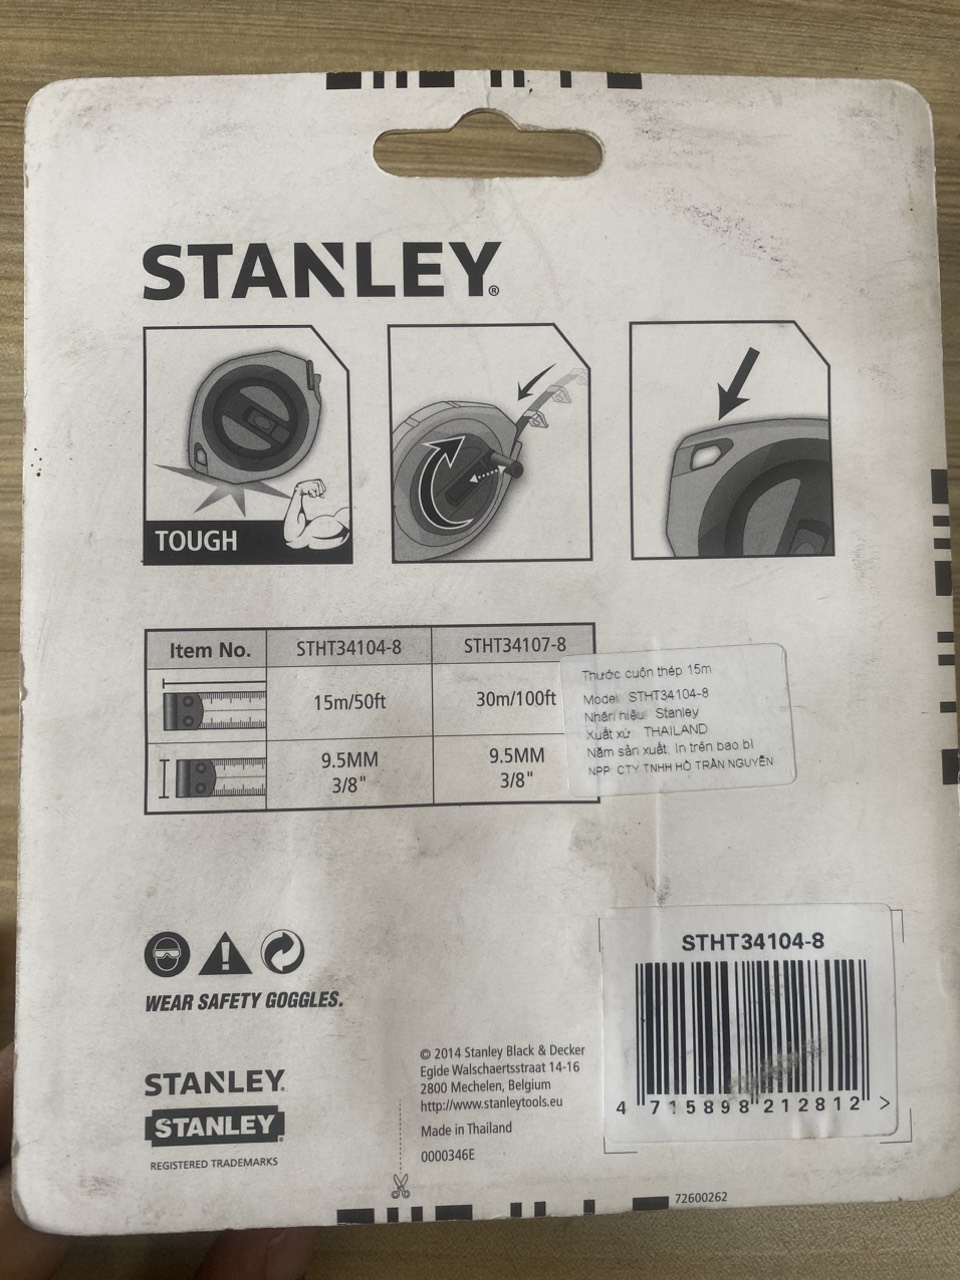 STANLEY®
TOUGH
Item No. STHT34104-8 STHT34107-8
15m/50ft 30m/100ft
9.5MM 9.5MM
3/8" 3/8"
Thước cuộn thép 15m
Model: STHT34104-8
Nhãn hiệu: Stanley
Xuất xứ: THAILAND
Năm sản xuất: In trên bao bì
NPP: CTY TNHH HỒ TRẦN NGUYỄN
WEAR SAFETY GOGGLES.
STANLEY®
STANLEY®
REGISTERED TRADEMARKS
© 2014 Stanley Black & Decker
Eglde Walschaertsstraat 14-16
2800 Mechelen, Belgium
http://www.stanleytools.eu
Made in Thailand
0000346E
STHT34104-8
4 715898 212812 >
72600262